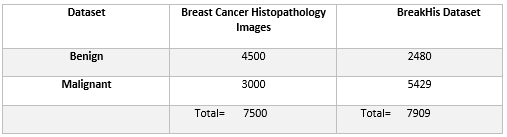 Dataset Breast Cancer Histopathology Images BreakHis Dataset
Benign 4500 2480
Malignant 3000 5429
Total= 7500 Total= 7909